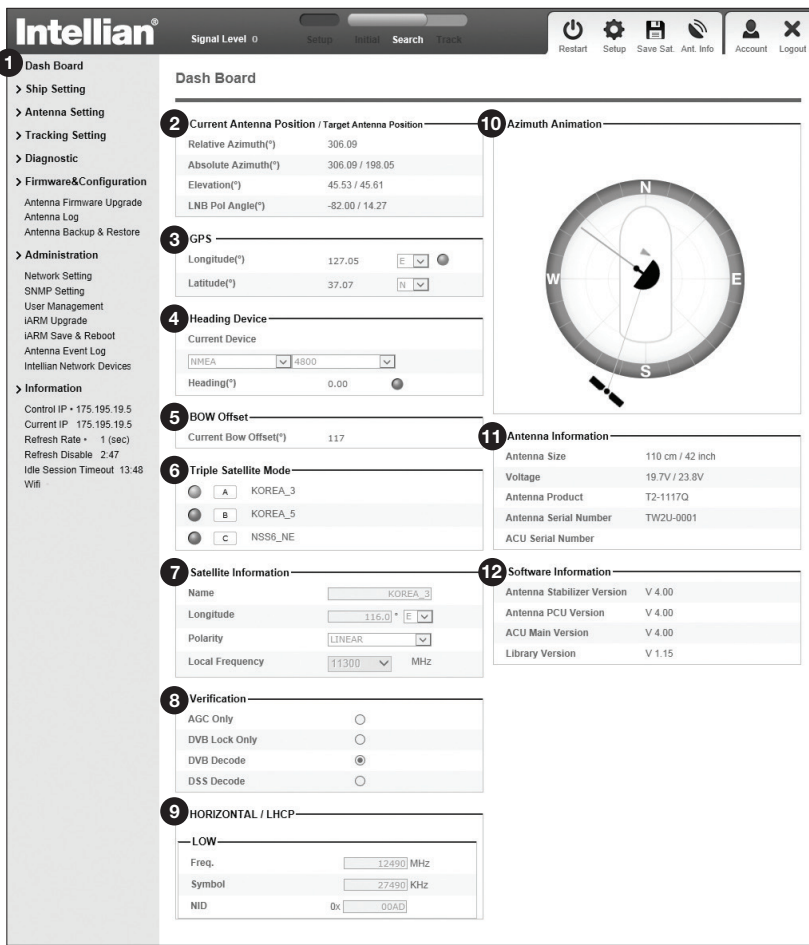 Intellian®
Signal Level 0
Setup Initial Search Track
Restart Setup Save Sat. Ant. Info Account Logout
1 Dash Board
> Ship Setting
> Antenna Setting
> Tracking Setting
> Diagnostic
> Firmware&Configuration
Antenna Firmware Upgrade
Antenna Log
Antenna Backup & Restore
> Administration
Network Setting
SNMP Setting
User Management
iARM Upgrade
iARM Save & Reboot
Antenna Event Log
Intellian Network Devices
> Information
Control IP • 175.195.19.5
Current IP 175.195.19.5
Refresh Rate • 1 (sec)
Refresh Disable 2:47
Idle Session Timeout 13:48
Wifi
Dash Board
2 Current Antenna Position / Target Antenna Position
Relative Azimuth(°) 306.09
Absolute Azimuth(°) 306.09 / 198.05
Elevation(°) 45.53 / 45.61
LNB Pol Angle(°) -82.00 / 14.27
3 GPS
Longitude(°) 127.05 E
Latitude(°) 37.07 N
4 Heading Device
Current Device
NMEA 4800
Heading(°) 0.00
5 BOW Offset
Current Bow Offset(°) 117
6 Triple Satellite Mode
A KOREA_3
B KOREA_5
C NSS6_NE
7 Satellite Information
Name KOREA_3
Longitude 116.0 ° E
Polarity LINEAR
Local Frequency 11300 MHz
8 Verification
AGC Only
DVB Lock Only
DVB Decode
DSS Decode
9 HORIZONTAL / LHCP
LOW
Freq. 12490 MHz
Symbol 27490 KHz
NID 0x 00AD
10 Azimuth Animation
N
W E
S
11 Antenna Information
Antenna Size 110 cm / 42 inch
Voltage 19.7V / 23.8V
Antenna Product T2-1117Q
Antenna Serial Number TW2U-0001
ACU Serial Number
12 Software Information
Antenna Stabilizer Version V 4.00
Antenna PCU Version V 4.00
ACU Main Version V 4.00
Library Version V 1.15